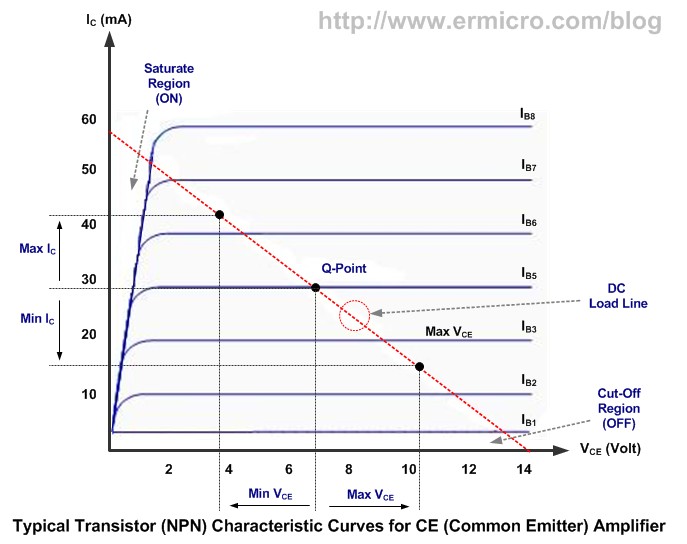 http://www.ermicro.com/blog
IC (mA)
Saturate
Region
(ON)
60
50
40
30
20
10
IB8
IB7
IB6
IB5
IB3
IB2
IB1
Max IC
Min IC
Q-Point
DC
Load Line
Max VCE
Cut-Off
Region
(OFF)
VCE (Volt)
2 4 6 8 10 12 14
Min VCE Max VCE
Typical Transistor (NPN) Characteristic Curves for CE (Common Emitter) Amplifier